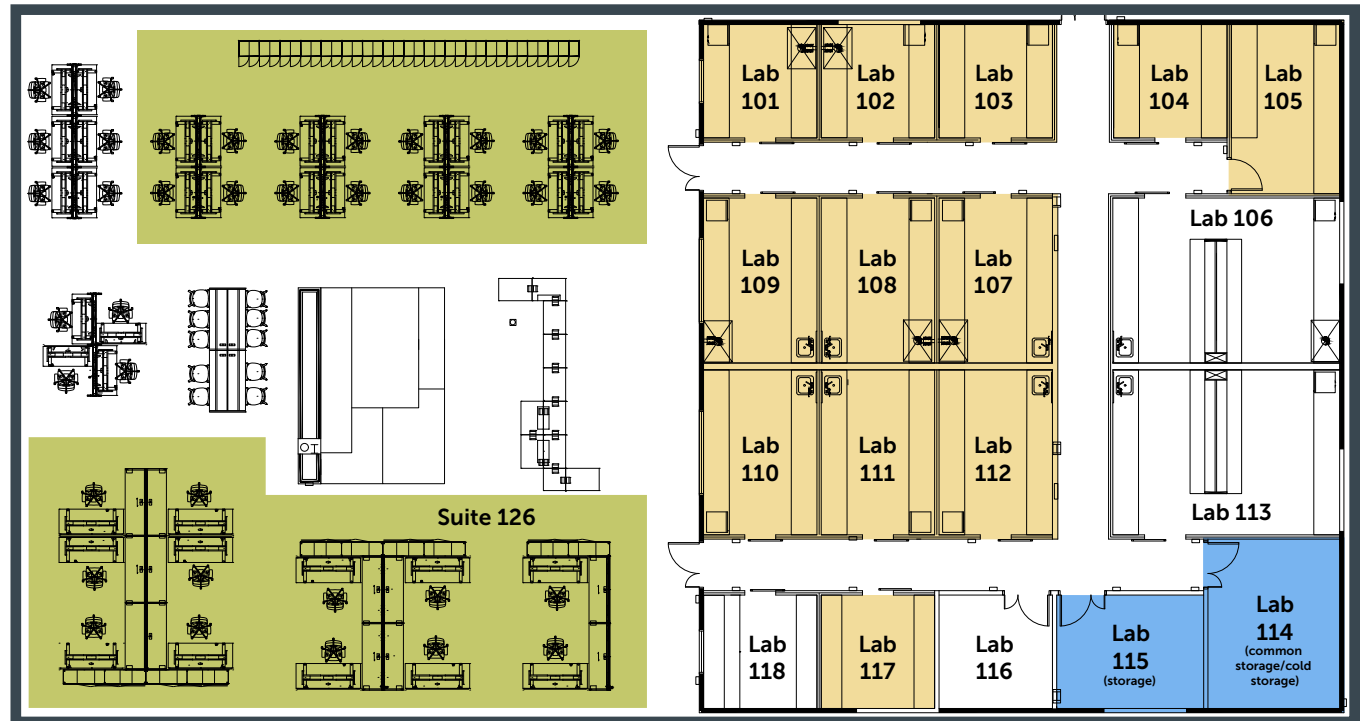 Lab
101
Lab
102
Lab
103
Lab
104
Lab
105
Lab 106
Lab
109
Lab
108
Lab
107
Lab
110
Lab
111
Lab
112
Lab 113
Suite 126
Lab
118
Lab
117
Lab
116
Lab
115
(storage)
Lab
114
(common
storage/cold
storage)